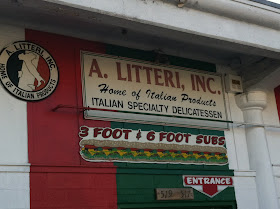 A. LITTERI, INC.
HOME OF ITALIAN PRODUCTS
A. LITTERI, INC.
Home of Italian Products
ITALIAN SPECIALTY DELICATESSEN
3 FOOT & 6 FOOT SUBS
ENTRANCE